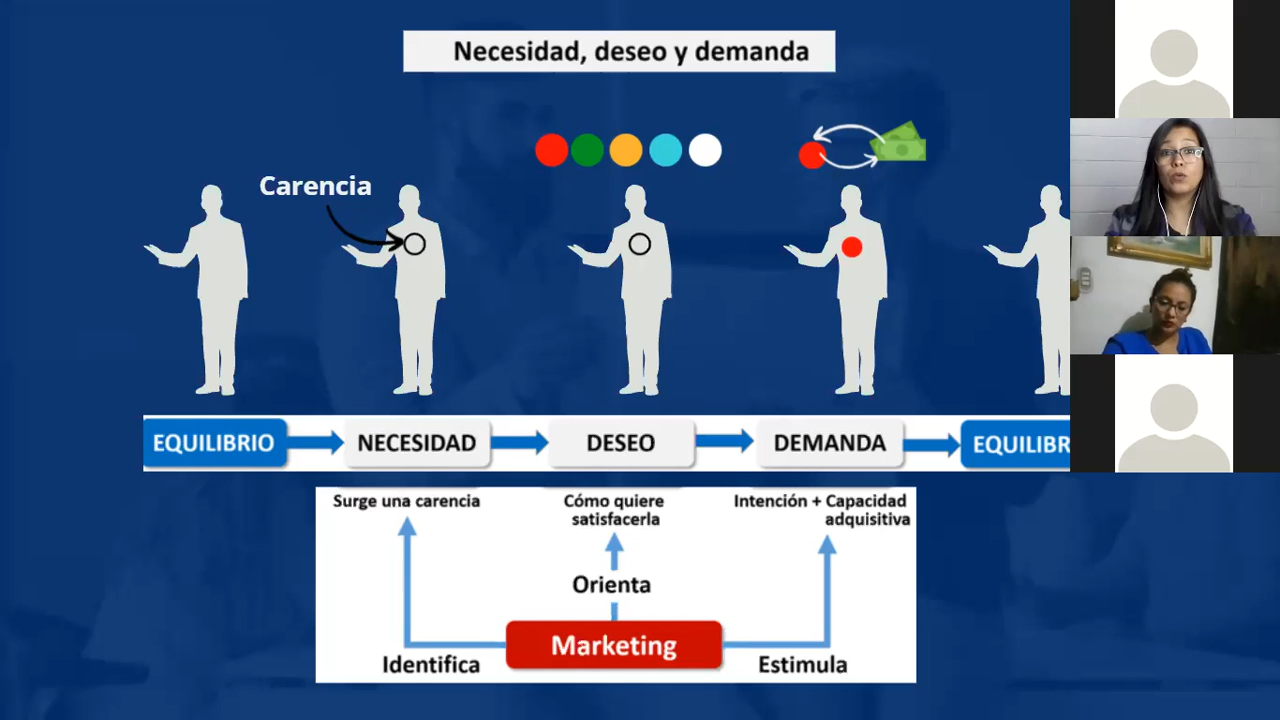 Necesidad, deseo y demanda
Carencia
EQUILIBRIO
NECESIDAD
DESEO
DEMANDA
EQUILIBR
Surge una carencia
Cómo quiere
satisfacerla
Intención + Capacidad
adquisitiva
Orienta
Marketing
Identifica
Estimula